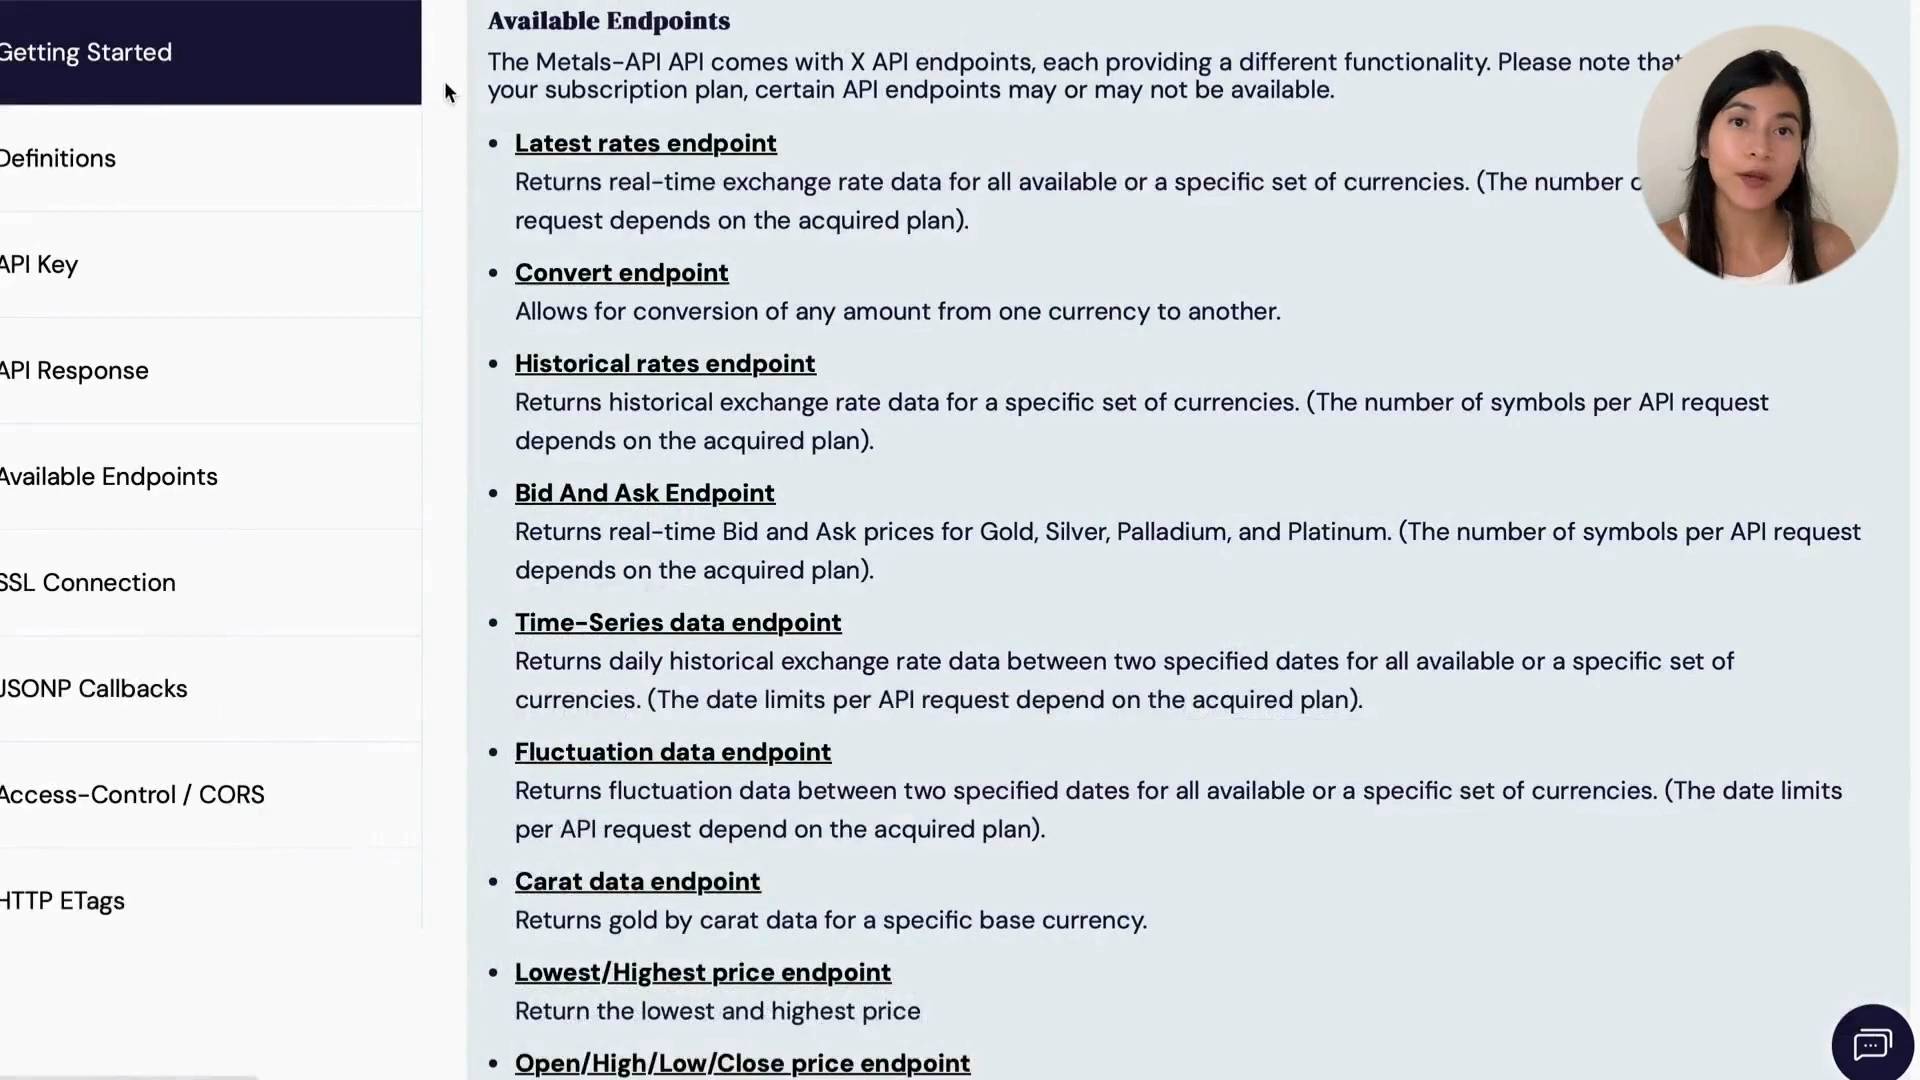 Getting Started
Definitions
API Key
API Response
Available Endpoints
SSL Connection
JSONP Callbacks
Access-Control / CORS
HTTP ETags
Available Endpoints
The Metals-API API comes with X API endpoints, each providing a different functionality. Please note that
your subscription plan, certain API endpoints may or may not be available.
• Latest rates endpoint
Returns real-time exchange rate data for all available or a specific set of currencies. (The number
request depends on the acquired plan).
• Convert endpoint
Allows for conversion of any amount from one currency to another.
• Historical rates endpoint
Returns historical exchange rate data for a specific set of currencies. (The number of symbols per API request
depends on the acquired plan).
• Bid And Ask Endpoint
Returns real-time Bid and Ask prices for Gold, Silver, Palladium, and Platinum. (The number of symbols per API request
depends on the acquired plan).
• Time-Series data endpoint
Returns daily historical exchange rate data between two specified dates for all available or a specific set of
currencies. (The date limits per API request depend on the acquired plan).
• Fluctuation data endpoint
Returns fluctuation data between two specified dates for all available or a specific set of currencies. (The date limits
per API request depend on the acquired plan).
• Carat data endpoint
Returns gold by carat data for a specific base currency.
• Lowest/Highest price endpoint
Return the lowest and highest price
• Open/High/Low/Close price endpoint